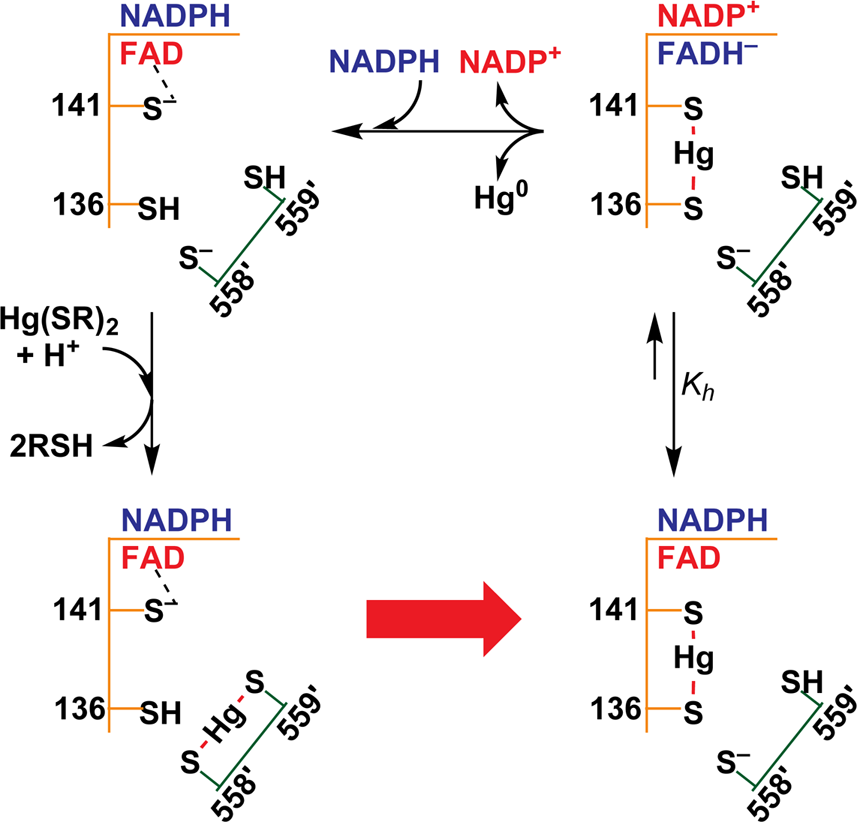 NADPH
FAD
141
S–
136
SH
SH
559'
S–
558'
NADPH NADP+
Hg0
NADP+
FADH–
141
S
Hg
136
S
SH
559'
S–
558'
Hg(SR)2
+ H+
2RSH
Kh
NADPH
FAD
141
S–
136
SH
S
Hg
S
559'
558'
NADPH
FAD
141
S
Hg
136
S
SH
559'
S–
558'